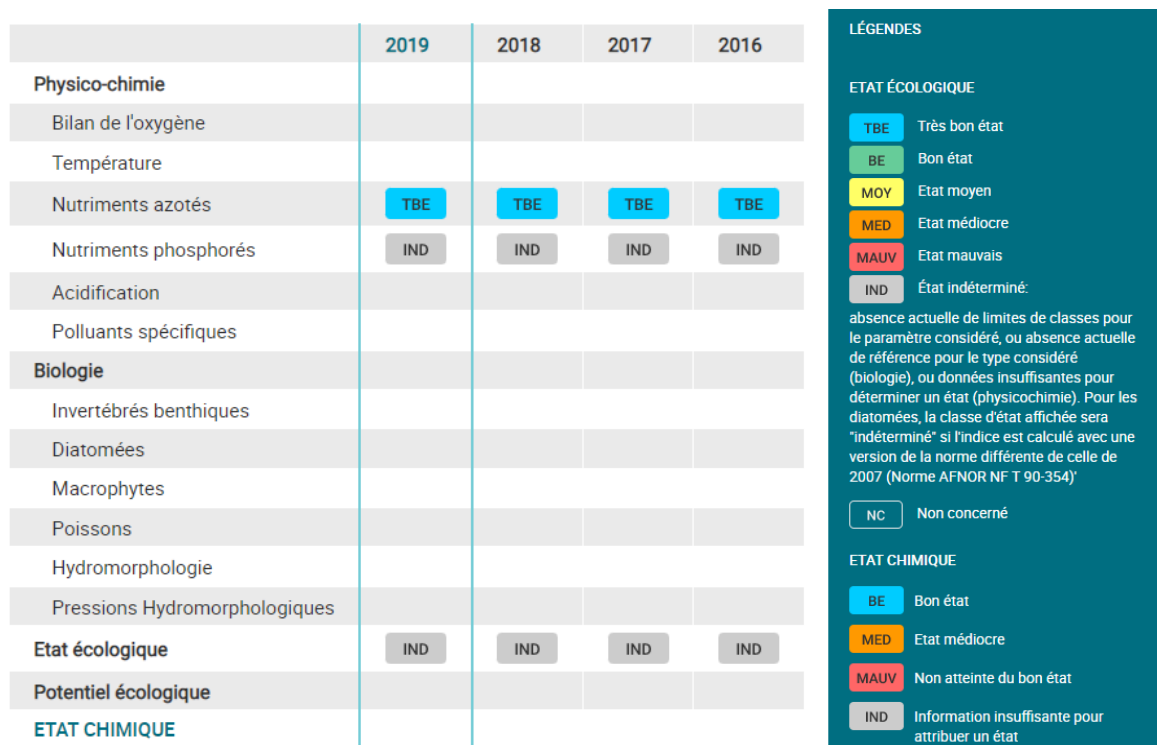 2019 2018 2017 2016
Physico-chimie
Bilan de l'oxygène
Température
Nutriments azotés TBE TBE TBE TBE
Nutriments phosphorés IND IND IND IND
Acidification
Polluants spécifiques
Biologie
Invertébrés benthiques
Diatomées
Macrophytes
Poissons
Hydromorphologie
Pressions Hydromorphologiques
Etat écologique IND IND IND IND
Potentiel écologique
ETAT CHIMIQUE
LÉGENDES
ETAT ÉCOLOGIQUE
TBE Très bon état
BE Bon état
MOY Etat moyen
MED Etat médiocre
MAUV Etat mauvais
IND État indéterminé:
absence actuelle de limites de classes pour
le paramètre considéré, ou absence actuelle
de référence pour le type considéré
(biologie), ou données insuffisantes pour
déterminer un état (physicochimie). Pour les
diatomées, la classe d'état affichée sera
"indéterminé" si l'indice est calculé avec une
version de la norme différente de celle de
2007 (Norme AFNOR NF T 90-354)'
NC Non concerné
ETAT CHIMIQUE
BE Bon état
MED Etat médiocre
MAUV Non atteinte du bon état
IND Information insuffisante pour
attribuer un état